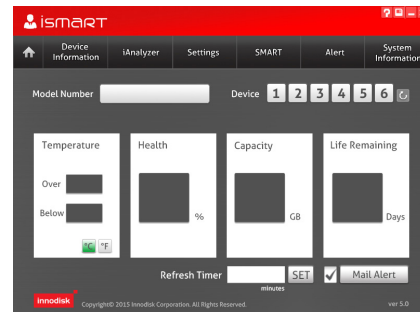 ismart
? 
Device Information
iAnalyzer
Settings
SMART
Alert
System Information
Model Number
Device 1 2 3 4 5 6
Temperature
Health
Capacity
Life Remaining
Over
Below
%
GB
Days
°C °F
Refresh Timer
minutes
SET
Mail Alert
innodisk
Copyright© 2015 Innodisk Corporation. All Rights Reserved.
ver 5.0